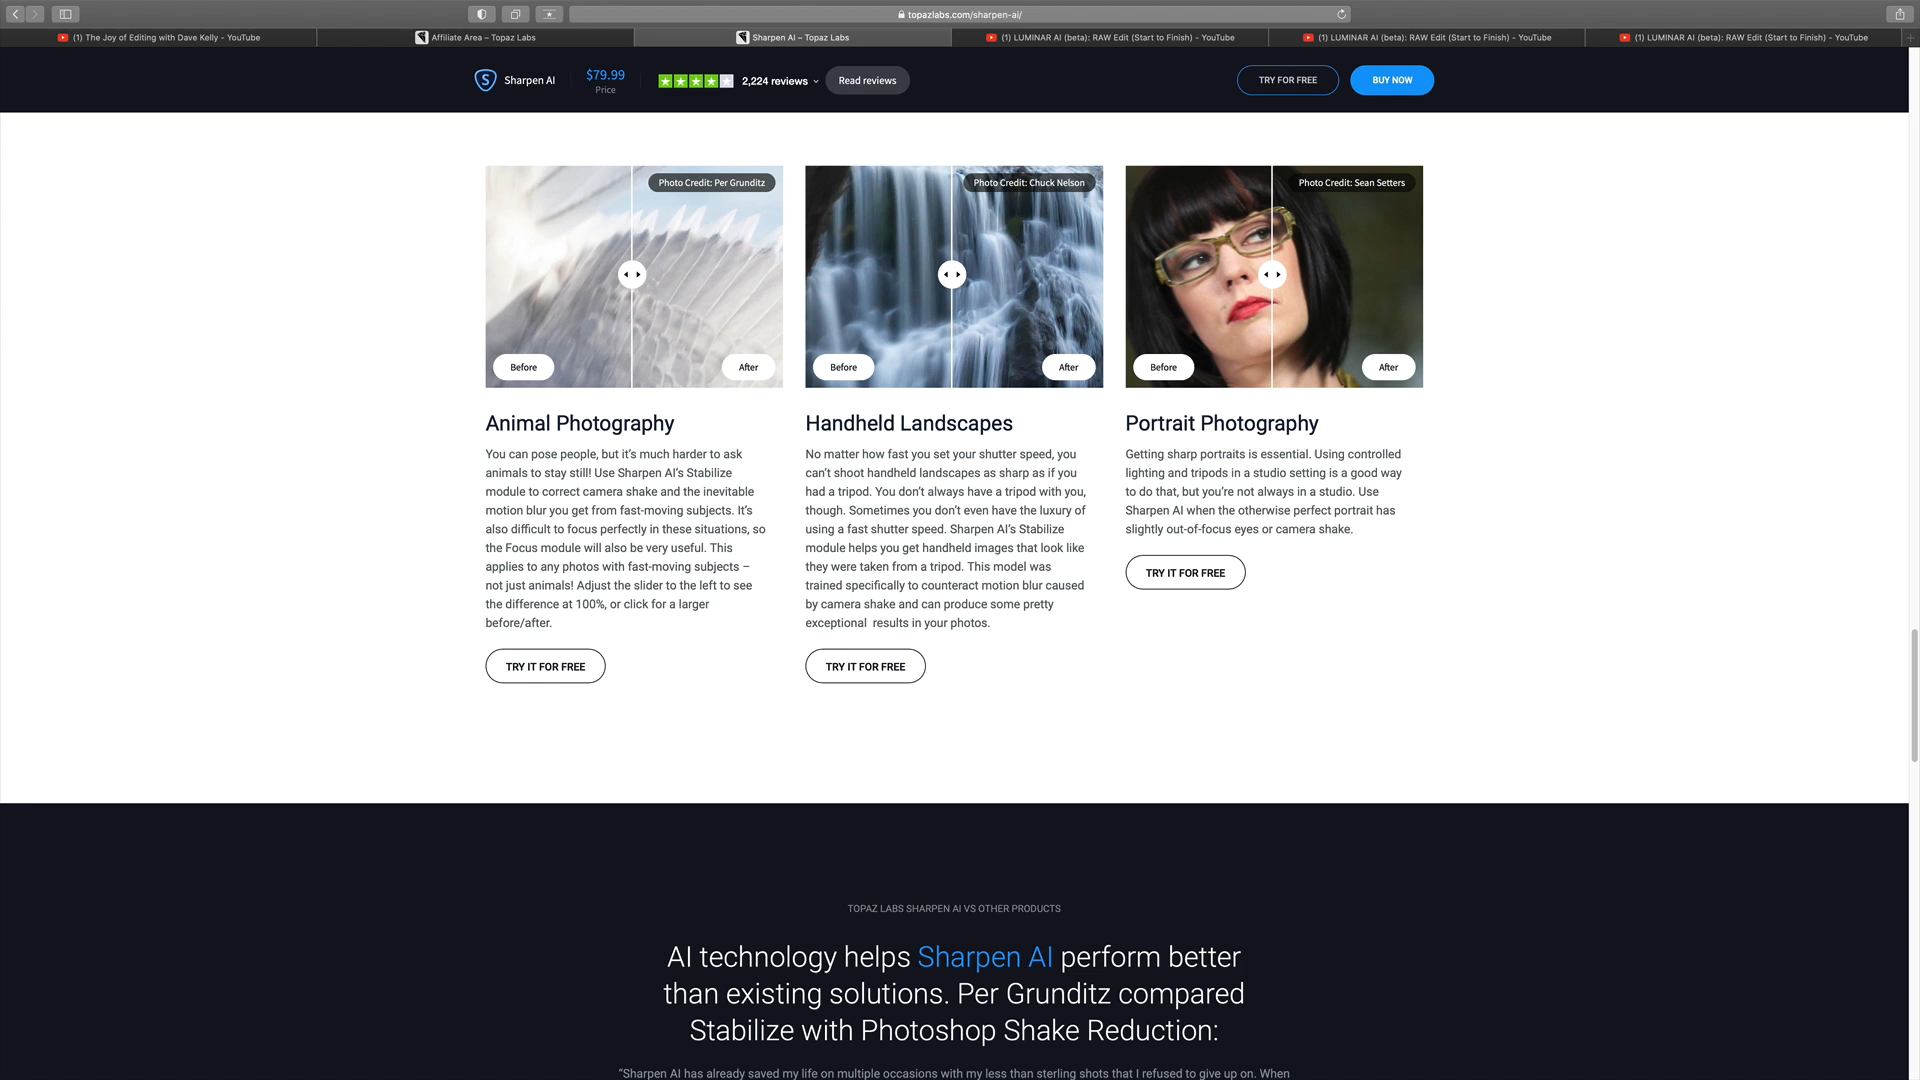 topazlabs.com/sharpen-ai/
(1) The Joy of Editing with Dave Kelly - YouTube
Affiliate Area – Topaz Labs
Sharpen AI – Topaz Labs
(1) LUMINAR AI (beta): RAW Edit (Start to Finish) - YouTube
(1) LUMINAR AI (beta): RAW Edit (Start to Finish) - YouTube
(1) LUMINAR AI (beta): RAW Edit (Start to Finish) - YouTube
S
Sharpen AI
$79.99
Price
2,224 reviews
Read reviews
TRY FOR FREE
BUY NOW
Photo Credit: Per Grunditz
Before
After
Animal Photography
You can pose people, but it’s much harder to ask
animals to stay still! Use Sharpen AI’s Stabilize
module to correct camera shake and the inevitable
motion blur you get from fast-moving subjects. It’s
also difficult to focus perfectly in these situations, so
the Focus module will also be very useful. This
applies to any photos with fast-moving subjects –
not just animals! Adjust the slider to the left to see
the difference at 100%, or click for a larger
before/after.
TRY IT FOR FREE
Photo Credit: Chuck Nelson
Before
After
Handheld Landscapes
No matter how fast you set your shutter speed, you
can’t shoot handheld landscapes as sharp as if you
had a tripod. You don’t always have a tripod with you,
though. Sometimes you don’t even have the luxury of
using a fast shutter speed. Sharpen AI’s Stabilize
module helps you get handheld images that look like
they were taken from a tripod. This model was
trained specifically to counteract motion blur caused
by camera shake and can produce some pretty
exceptional  results in your photos.
TRY IT FOR FREE
Photo Credit: Sean Setters
Before
After
Portrait Photography
Getting sharp portraits is essential. Using controlled
lighting and tripods in a studio setting is a good way
to do that, but you’re not always in a studio. Use
Sharpen AI when the otherwise perfect portrait has
slightly out-of-focus eyes or camera shake.
TRY IT FOR FREE
TOPAZ LABS SHARPEN AI VS OTHER PRODUCTS
AI technology helps Sharpen AI perform better
than existing solutions. Per Grunditz compared
Stabilize with Photoshop Shake Reduction:
“Sharpen AI has already saved my life on multiple occasions with my less than sterling shots that I refused to give up on. When